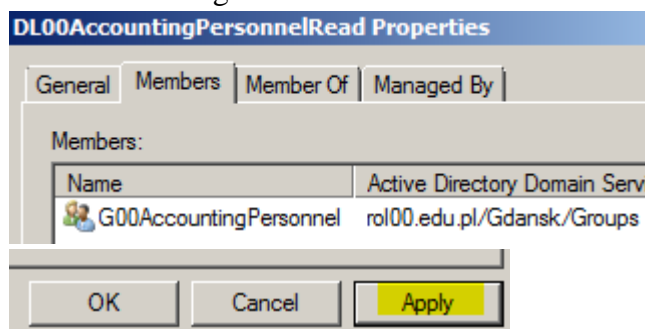 DL00AccountingPersonnelRead Properties
General Members Member Of Managed By
Members:
Name Active Directory Domain Serv
G00AccountingPersonnel rol00.edu.pl/Gdansk/Groups
OK Cancel Apply